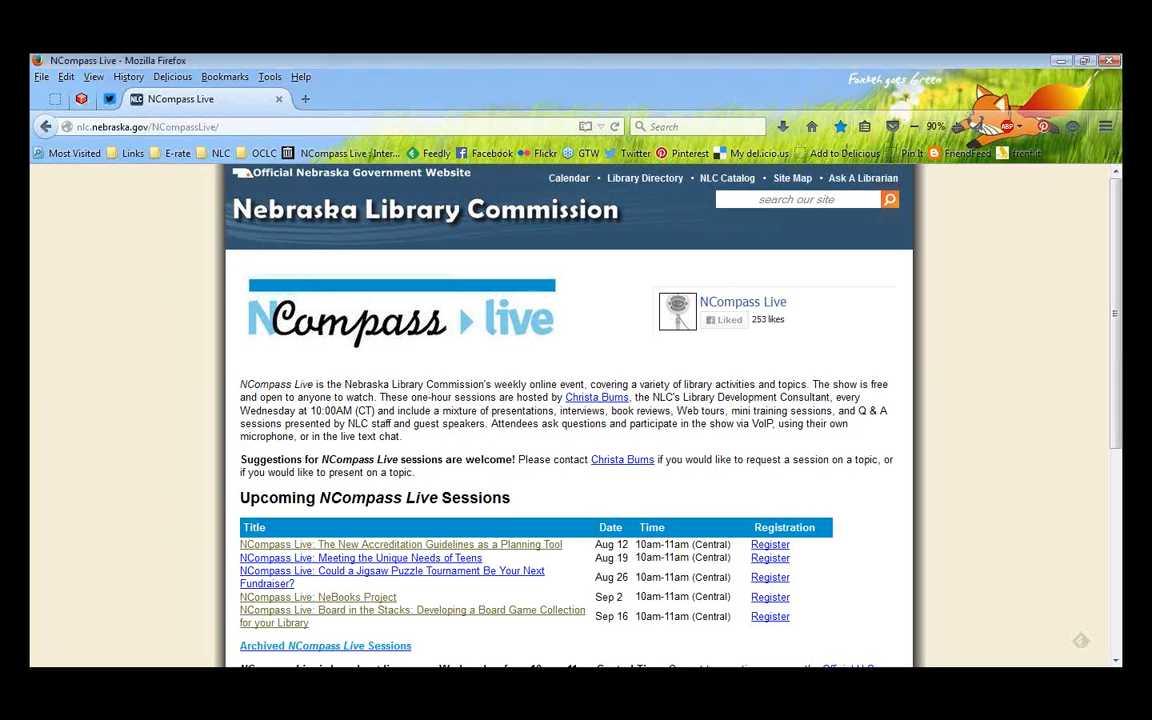 NCompass Live - Mozilla Firefox
File Edit View History Delicious Bookmarks Tools Help
Foxkeh goes Green
NLC NCompass Live
nlc.nebraska.gov/NCompassLive/ Search 90% ABP
Most Visited Links E-rate NLC OCLC NCompass Live : Inter... Feedly Facebook Flickr GTW Twitter Pinterest My del.icio.us Add to Delicious Pin It FriendFeed
Official Nebraska Government Website
Calendar • Library Directory • NLC Catalog • Site Map • Ask A Librarian
search our site
Nebraska Library Commission
NCompass live
NCompass Live
Liked 253 likes
NCompass Live is the Nebraska Library Commission's weekly online event, covering a variety of library activities and topics. The show is free
and open to anyone to watch. These one-hour sessions are hosted by Christa Burns, the NLC's Library Development Consultant, every
Wednesday at 10:00AM (CT) and include a mixture of presentations, interviews, book reviews, Web tours, mini training sessions, and Q & A
sessions presented by NLC staff and guest speakers. Attendees ask questions and participate in the show via VoIP, using their own
microphone, or in the live text chat.
Suggestions for NCompass Live sessions are welcome! Please contact Christa Burns if you would like to request a session on a topic, or
if you would like to present on a topic.
Upcoming NCompass Live Sessions
Title Date Time Registration
NCompass Live: The New Accreditation Guidelines as a Planning Tool Aug 12 10am-11am (Central) Register
NCompass Live: Meeting the Unique Needs of Teens Aug 19 10am-11am (Central) Register
NCompass Live: Could a Jigsaw Puzzle Tournament Be Your Next
Fundraiser? Aug 26 10am-11am (Central) Register
NCompass Live: NeBooks Project Sep 2 10am-11am (Central) Register
NCompass Live: Board in the Stacks: Developing a Board Game Collection
for your Library Sep 16 10am-11am (Central) Register
Archived NCompass Live Sessions